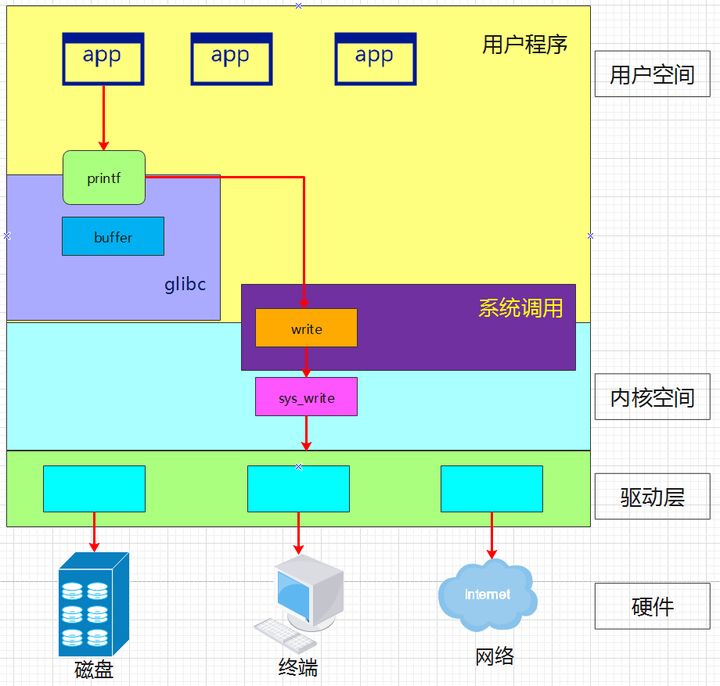 app
app
app
用户程序
用户空间
printf
buffer
glibc
系统调用
write
sys_write
内核空间
驱动层
internet
硬件
磁盘
终端
网络